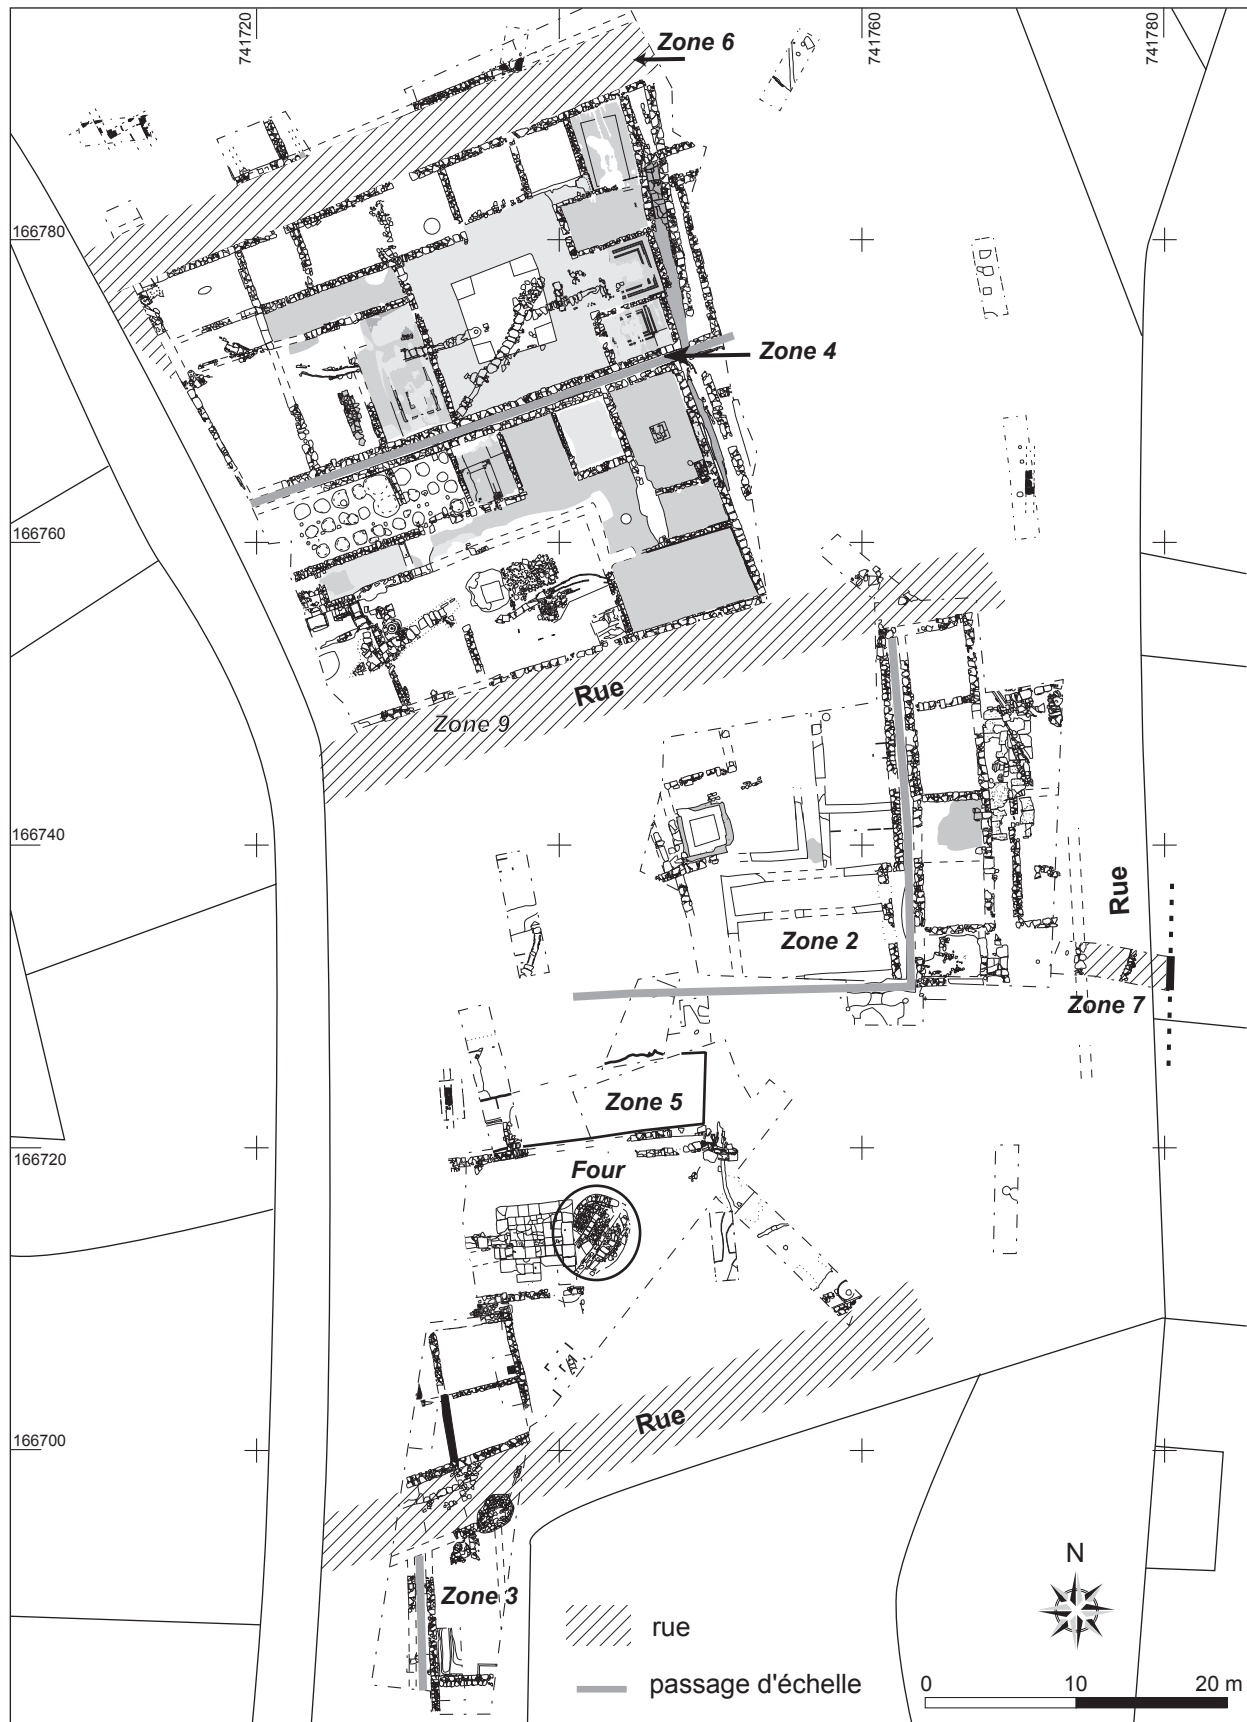 741720
741760
741780
Zone 6
166780
Zone 4
166760
Rue
Zone 9
166740
Rue
Zone 2
Zone 7
Zone 5
166720
Four
Rue
166700
Zone 3
N
rue
passage d'échelle
0 10 20 m